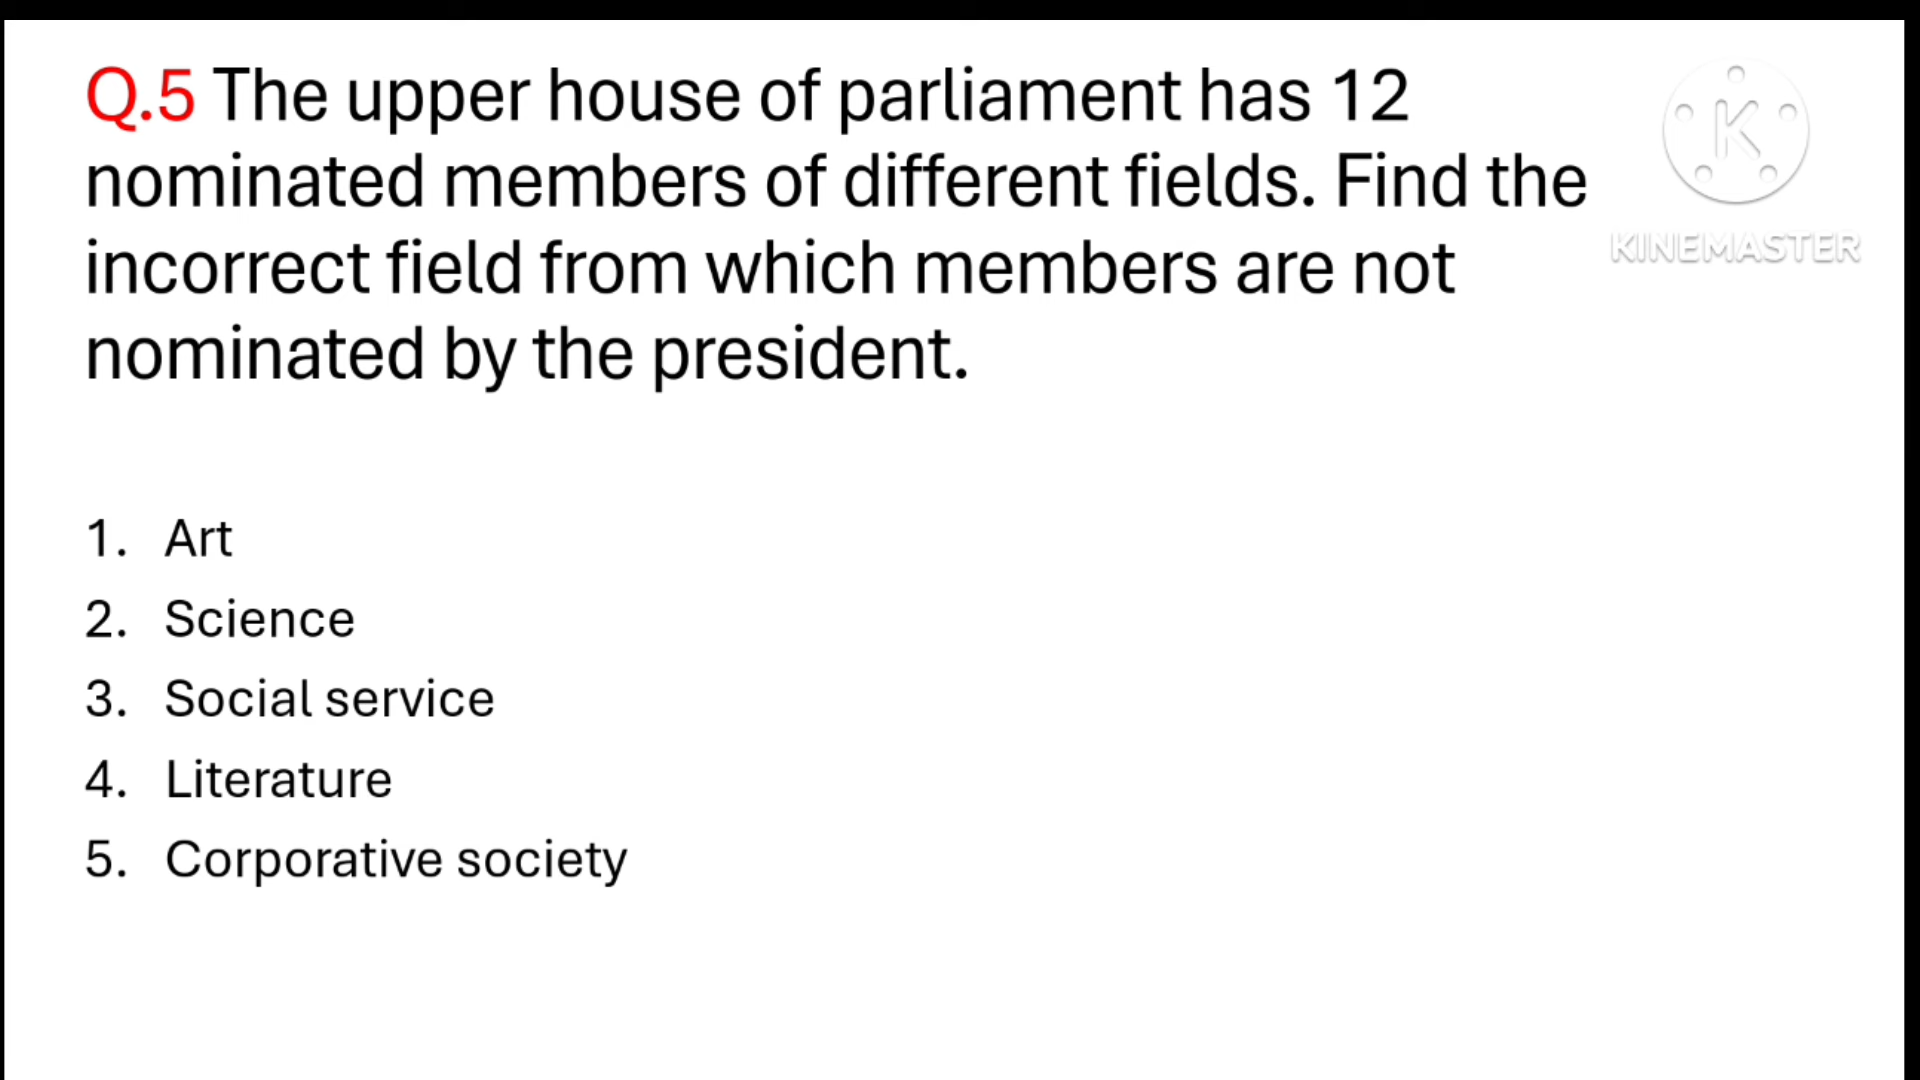 Q.5 The upper house of parliament has 12
nominated members of different fields. Find the
incorrect field from which members are not
nominated by the president.
K
KINEMASTER
1. Art
2. Science
3. Social service
4. Literature
5. Corporative society